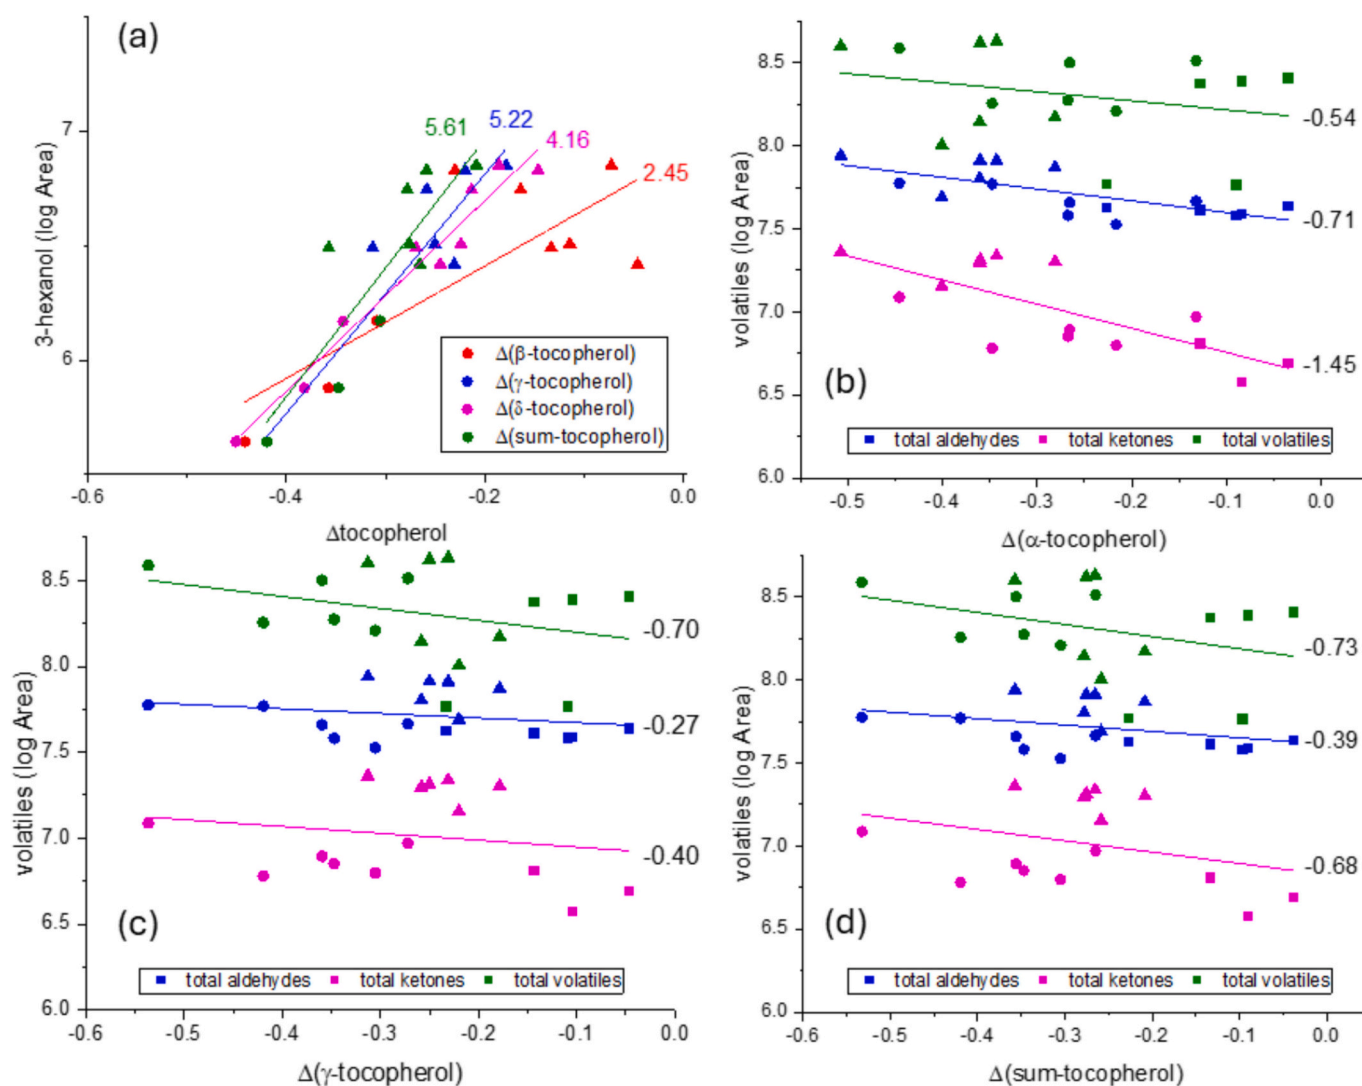 (a)
3-hexanol (log Area)
7
6
5.61
5.22
4.16
2.45
Δ(β-tocopherol)
Δ(γ-tocopherol)
Δ(δ-tocopherol)
Δ(sum-tocopherol)
-0.6 -0.4 -0.2 0.0
Δtocopherol
volatiles (log Area)
8.5
8.0
7.5
7.0
6.5
6.0
-0.54
-0.71
-1.45
(b)
total aldehydes total ketones total volatiles
-0.5 -0.4 -0.3 -0.2 -0.1 0.0
Δ(α-tocopherol)
volatiles (log Area)
8.5
8.0
7.5
7.0
6.5
6.0
-0.70
-0.27
-0.40
(c)
total aldehydes total ketones total volatiles
-0.6 -0.5 -0.4 -0.3 -0.2 -0.1 0.0
Δ(γ-tocopherol)
volatiles (log Area)
8.5
8.0
7.5
7.0
6.5
6.0
-0.73
-0.39
-0.68
(d)
total aldehydes total ketones total volatiles
-0.6 -0.5 -0.4 -0.3 -0.2 -0.1 0.0
Δ(sum-tocopherol)